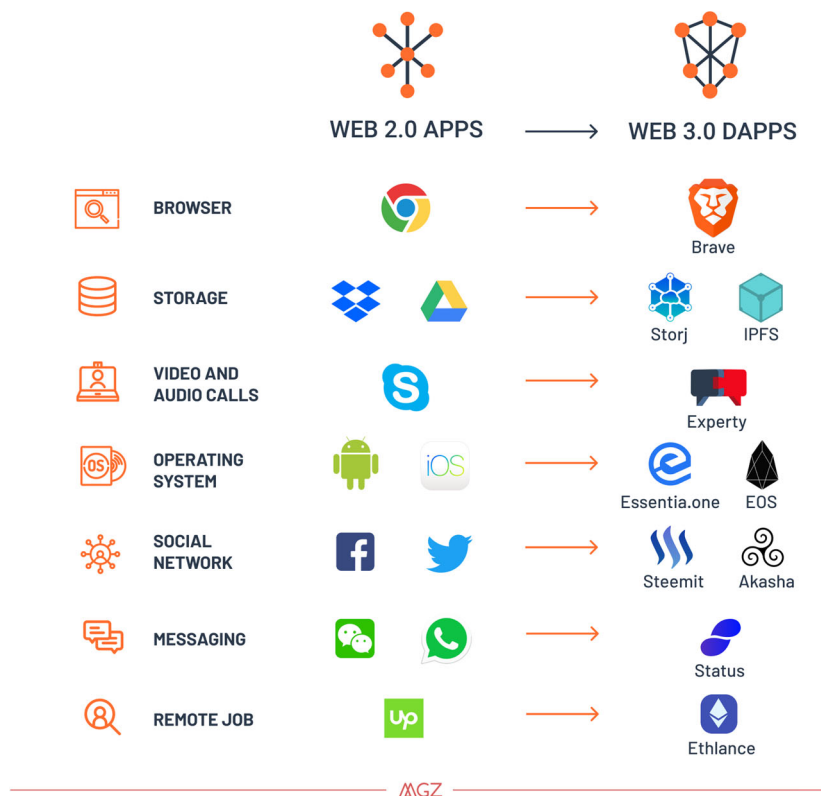 WEB 2.0 APPS
WEB 3.0 DAPPS
BROWSER
Brave
STORAGE
Storj
IPFS
VIDEO AND
AUDIO CALLS
S
Experty
OS
OPERATING
SYSTEM
iOS
Essentia.one
EOS
SOCIAL
NETWORK
f
Steemit
Akasha
MESSAGING
Status
REMOTE JOB
Up
Ethlance
MGZ